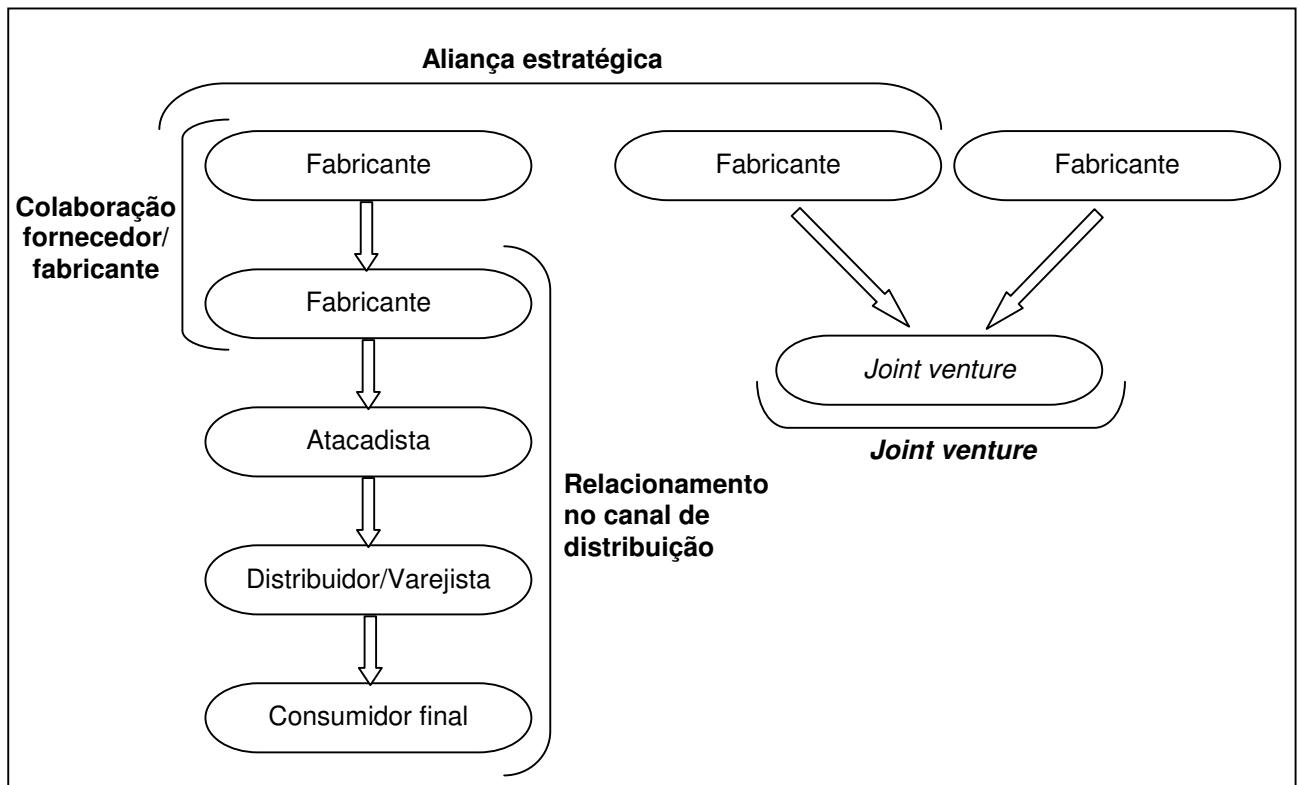 Aliança estratégica
Fabricante
Fabricante
Fabricante
Colaboração
fornecedor/
fabricante
Fabricante
Joint venture
Joint venture
Atacadista
Relacionamento
no canal de
distribuição
Distribuidor/Varejista
Consumidor final